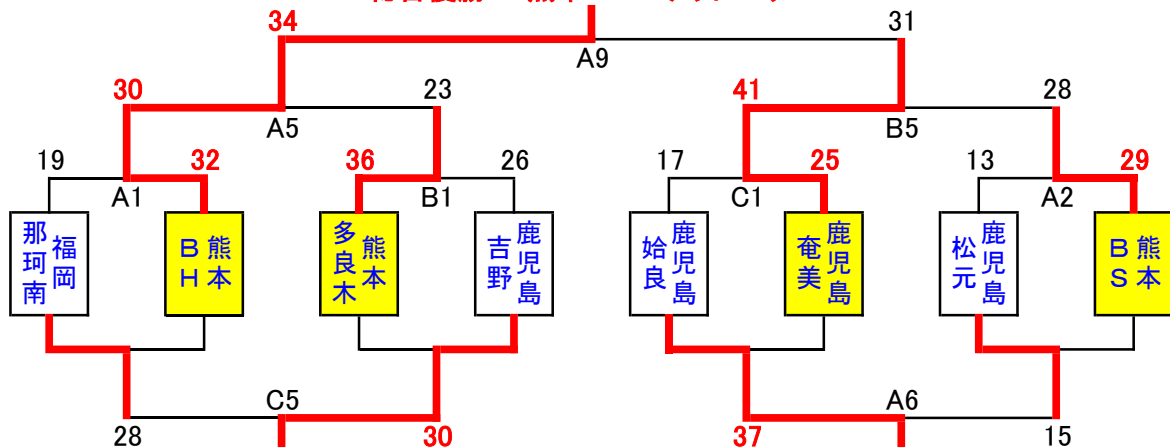 34 31
A9
30 23 41 28
A5 B5
19 32 36 26 17 25 13 29
A1 B1 C1 A2
福岡
那珂南
熊本
BH
熊本
多良木
鹿児島
吉野
鹿児島
姶良
鹿児島
奄美
鹿児島
松元
熊本
BS
C5 A6
28 30 37 15